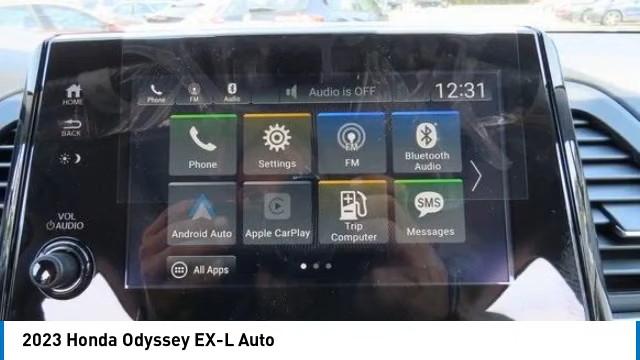 HOME
BACK
VOL
AUDIO
Phone
FM
Audio
Audio is OFF
12:31
Phone
Settings
FM
FM
Bluetooth
Audio
Android Auto
Apple CarPlay
Trip
Computer
SMS
Messages
All Apps
2023 Honda Odyssey EX-L Auto